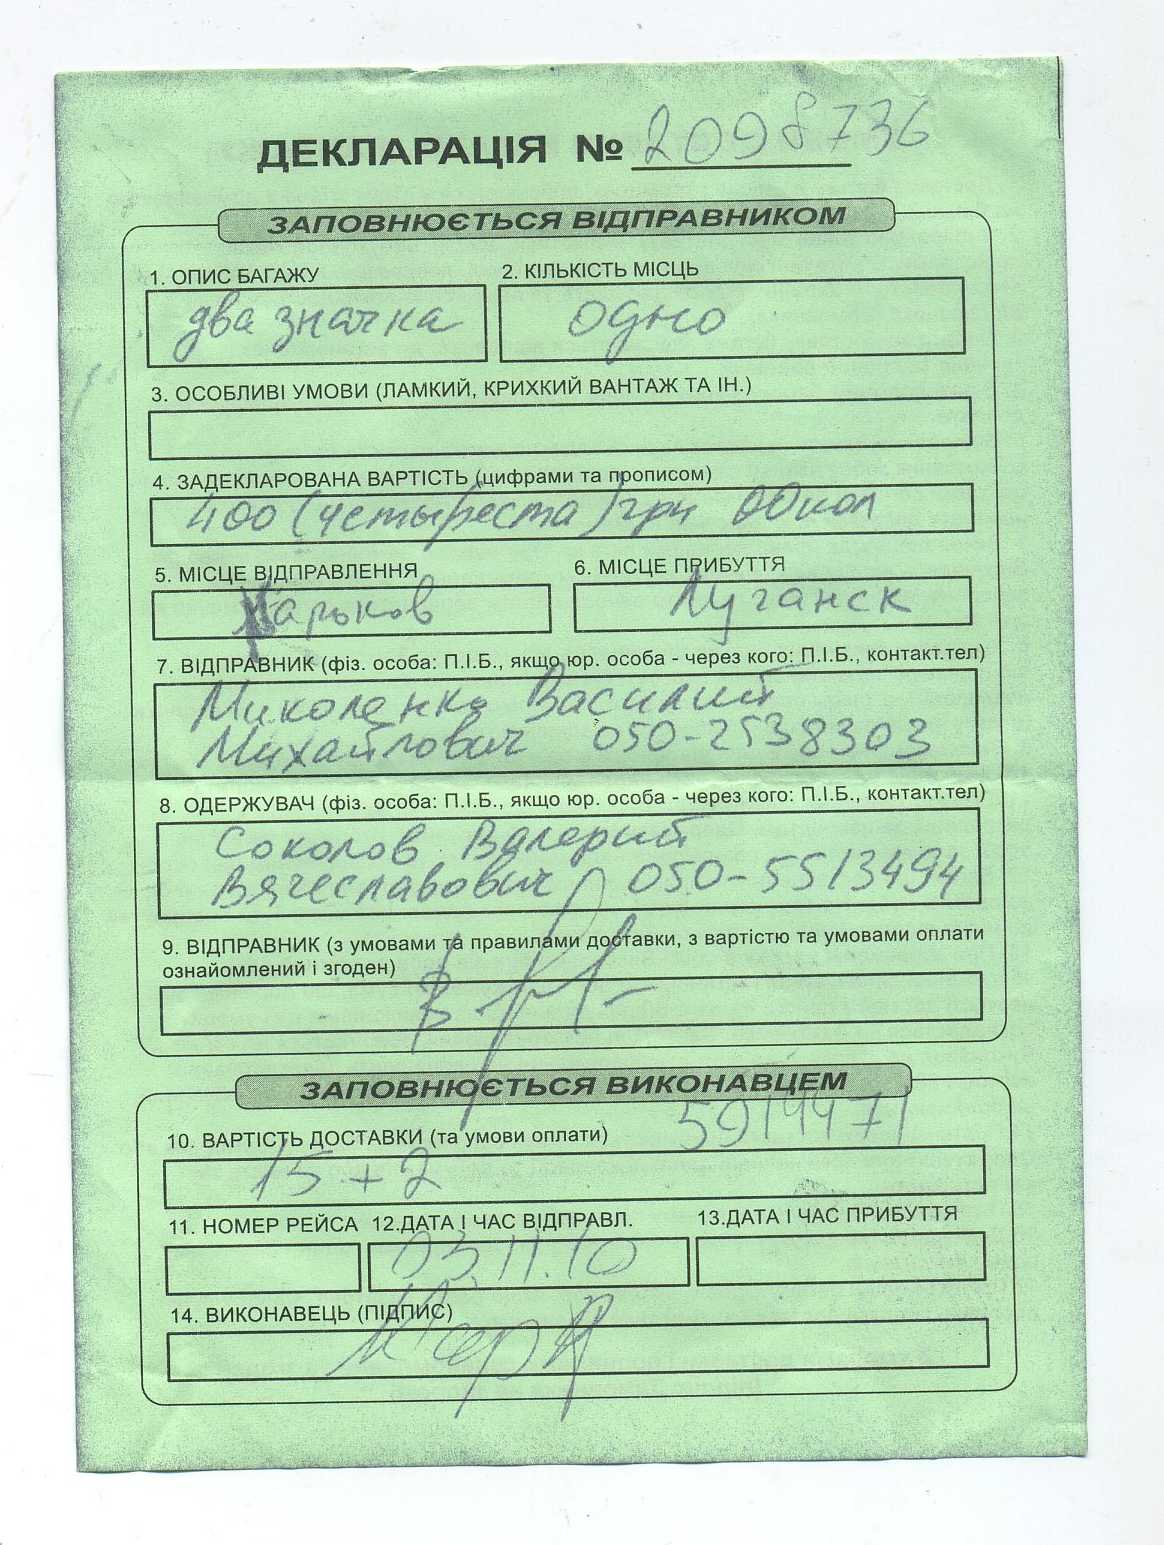 ДЕКЛАРАЦІЯ № 2098736
ЗАПОВНЮЄТЬСЯ ВІДПРАВНИКОМ
1. ОПИС БАГАЖУ
2. КІЛЬКІСТЬ МІСЦЬ
два значка
одно
3. ОСОБЛИВІ УМОВИ (ЛАМКИЙ, КРИХКИЙ ВАНТАЖ ТА ІН.)
4. ЗАДЕКЛАРОВАНА ВАРТІСТЬ (цифрами та прописом)
400 (четыреста) грн 00 коп
5. МІСЦЕ ВІДПРАВЛЕННЯ
6. МІСЦЕ ПРИБУТТЯ
Харьков
Луганск
7. ВІДПРАВНИК (фіз. особа: П.І.Б., якщо юр. особа - через кого: П.І.Б., контакт.тел)
Миколенко Василий
Михайлович 050-2538303
8. ОДЕРЖУВАЧ (фіз. особа: П.І.Б., якщо юр. особа - через кого: П.І.Б., контакт.тел)
Соколов Валерий
Вячеславович 050-5513494
9. ВІДПРАВНИК (з умовами та правилами доставки, з вартістю та умовами оплати
ознайомлений і згоден)
ЗАПОВНЮЄТЬСЯ ВИКОНАВЦЕМ
5914471
10. ВАРТІСТЬ ДОСТАВКИ (та умови оплати)
15 + 2
11. НОМЕР РЕЙСА
12.ДАТА І ЧАС ВІДПРАВЛ.
13.ДАТА І ЧАС ПРИБУТТЯ
03.11.10
14. ВИКОНАВЕЦЬ (ПІДПИС)